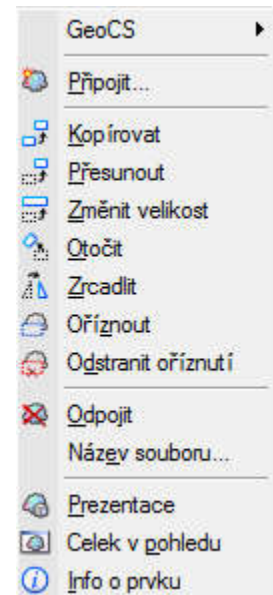 GeoCS
Připojit...
Kopírovat
Přesunout
Změnit velikost
Otočit
Zrcadlit
Oříznout
Odstranit oříznutí
Odpojit
Název souboru...
Prezentace
Celek v pohledu
Info o prvku